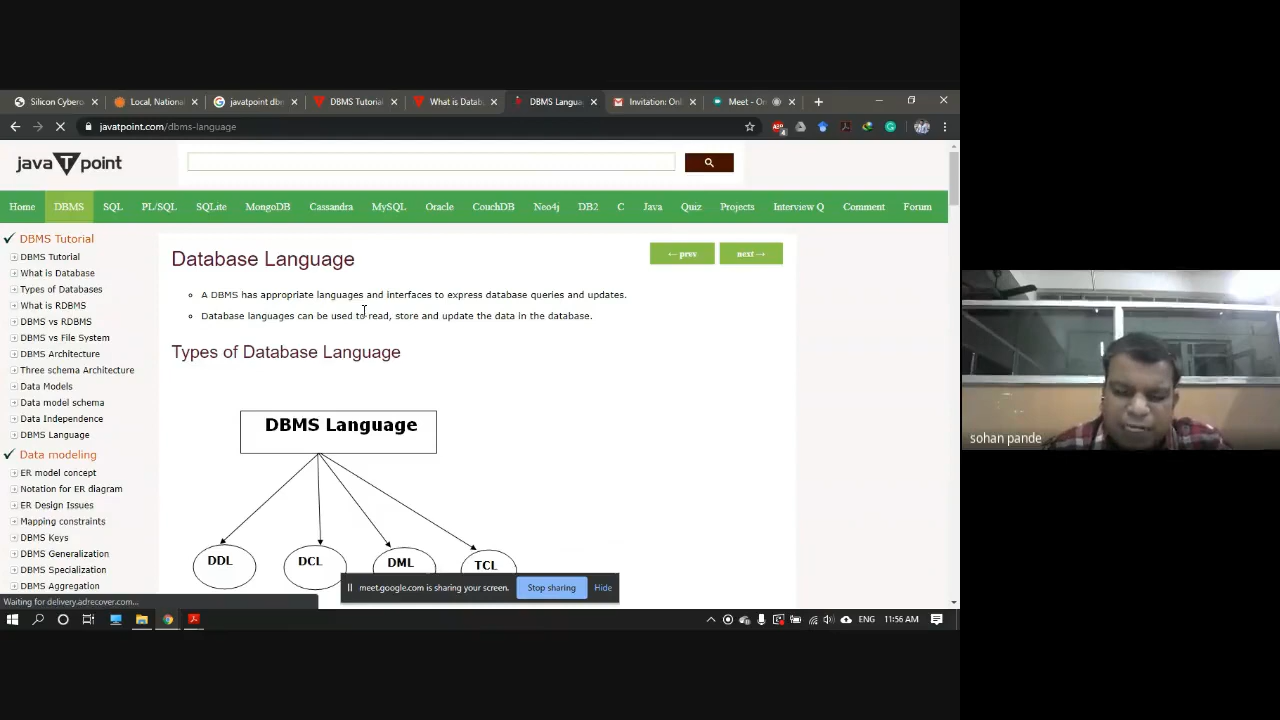 Silicon Cybero
Local, National
javatpoint dbm
DBMS Tutorial
What is Datab
DBMS Langua
Invitation: Onl
Meet - On
javatpoint.com/dbms-language
java T point
Home DBMS SQL PL/SQL SQLite MongoDB Cassandra MySQL Oracle CouchDB Neo4j DB2 C Java Quiz Projects Interview Q Comment Forum
DBMS Tutorial
DBMS Tutorial
What is Database
Types of Databases
What is RDBMS
DBMS vs RDBMS
DBMS vs File System
DBMS Architecture
Three schema Architecture
Data Models
Data model schema
Data Independence
DBMS Language
Data modeling
ER model concept
Notation for ER diagram
ER Design Issues
Mapping constraints
DBMS Keys
DBMS Generalization
DBMS Specialization
DBMS Aggregation
Database Language
← prev next →
A DBMS has appropriate languages and interfaces to express database queries and updates.
Database languages can be used to read, store and update the data in the database.
Types of Database Language
DBMS Language
DDL DCL DML TCL
meet.google.com is sharing your screen. Stop sharing Hide
Waiting for delivery.adrecover.com...
ENG 11:56 AM
sohan pande